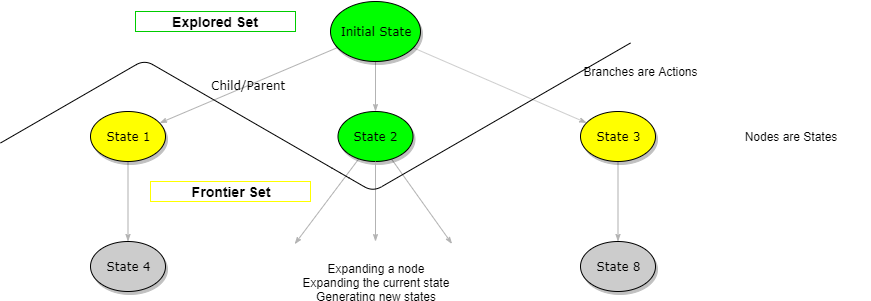 Explored Set
Initial State
Branches are Actions
Child/Parent
State 1
State 2
State 3
Nodes are States
Frontier Set
State 4
Expanding a node
Expanding the current state
Generating new states
State 8